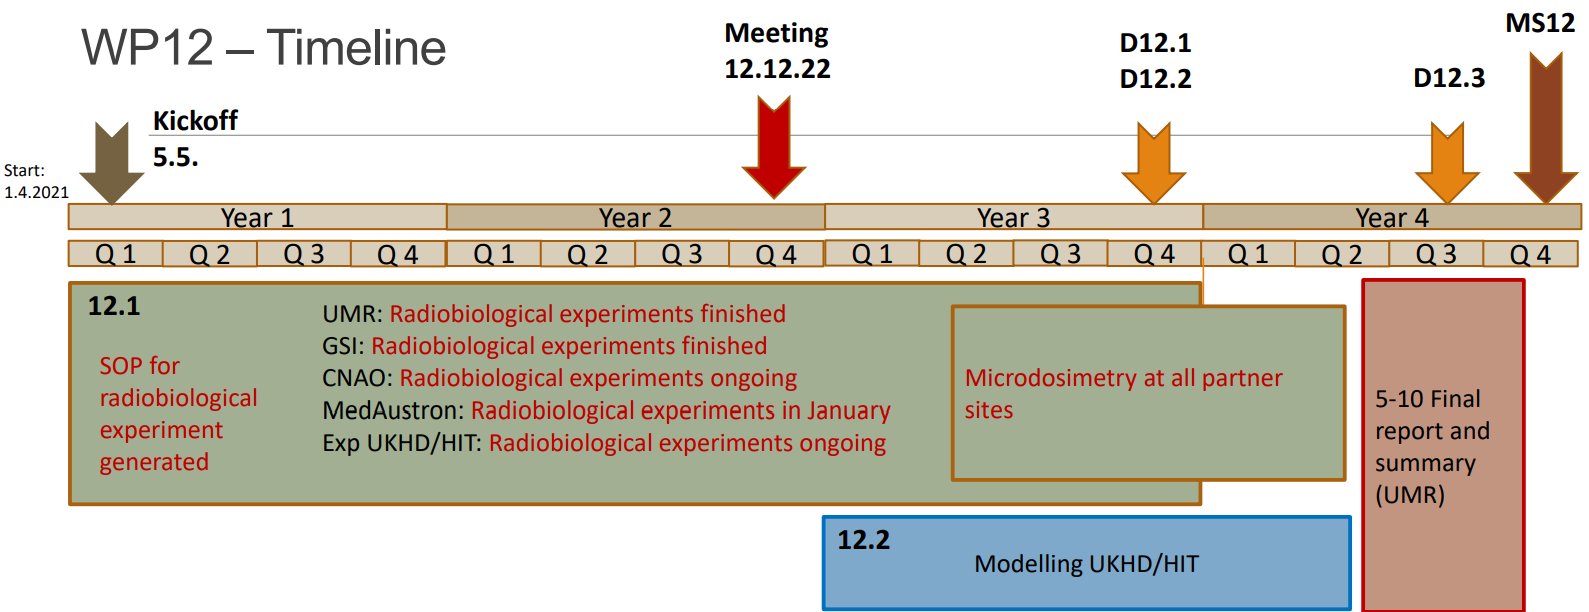 WP12 – Timeline
Meeting
12.12.22
D12.1
D12.2
D12.3
MS12
Kickoff
5.5.
Start:
1.4.2021
Year 1
Year 2
Year 3
Year 4
Q 1
Q 2
Q 3
Q 4
Q 1
Q 2
Q 3
Q 4
Q 1
Q 2
Q 3
Q 4
Q 1
Q 2
Q 3
Q 4
12.1
SOP for
radiobiological
experiment
generated
UMR: Radiobiological experiments finished
GSI: Radiobiological experiments finished
CNAO: Radiobiological experiments ongoing
MedAustron: Radiobiological experiments in January
Exp UKHD/HIT: Radiobiological experiments ongoing
Microdosimetry at all partner
sites
5-10 Final
report and
summary
(UMR)
12.2
Modelling UKHD/HIT